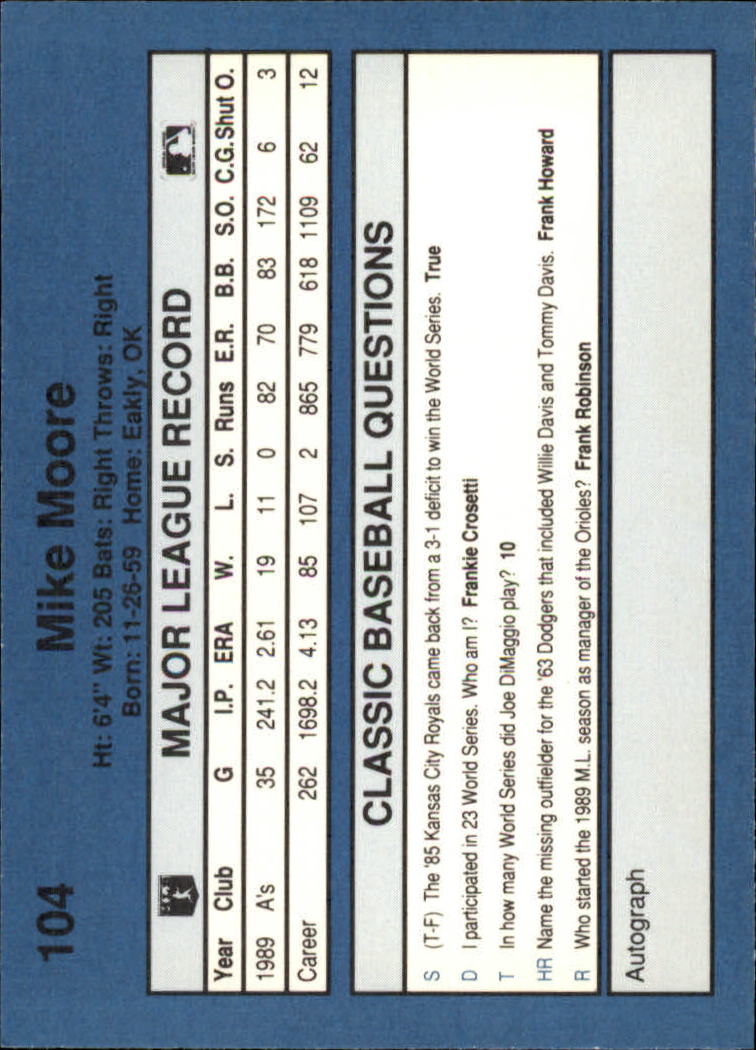 104 Mike Moore
Ht: 6'4" Wt: 205 Bats: Right Throws: Right
Born: 11-26-59 Home: Eakly, OK
MAJOR LEAGUE RECORD
Year Club G I.P. ERA W. L. S. Runs E.R. B.B. S.O. C.G. Shut O.
1989 A's 35 241.2 2.61 19 11 0 82 70 83 172 6 3
Career 262 1698.2 4.13 85 107 2 865 779 618 1109 62 12
CLASSIC BASEBALL QUESTIONS
S (T-F) The '85 Kansas City Royals came back from a 3-1 deficit to win the World Series. True
D I participated in 23 World Series. Who am I? Frankie Crosetti
T In how many World Series did Joe DiMaggio play? 10
HR Name the missing outfielder for the '63 Dodgers that included Willie Davis and Tommy Davis. Frank Howard
R Who started the 1989 M.L. season as manager of the Orioles? Frank Robinson
Autograph